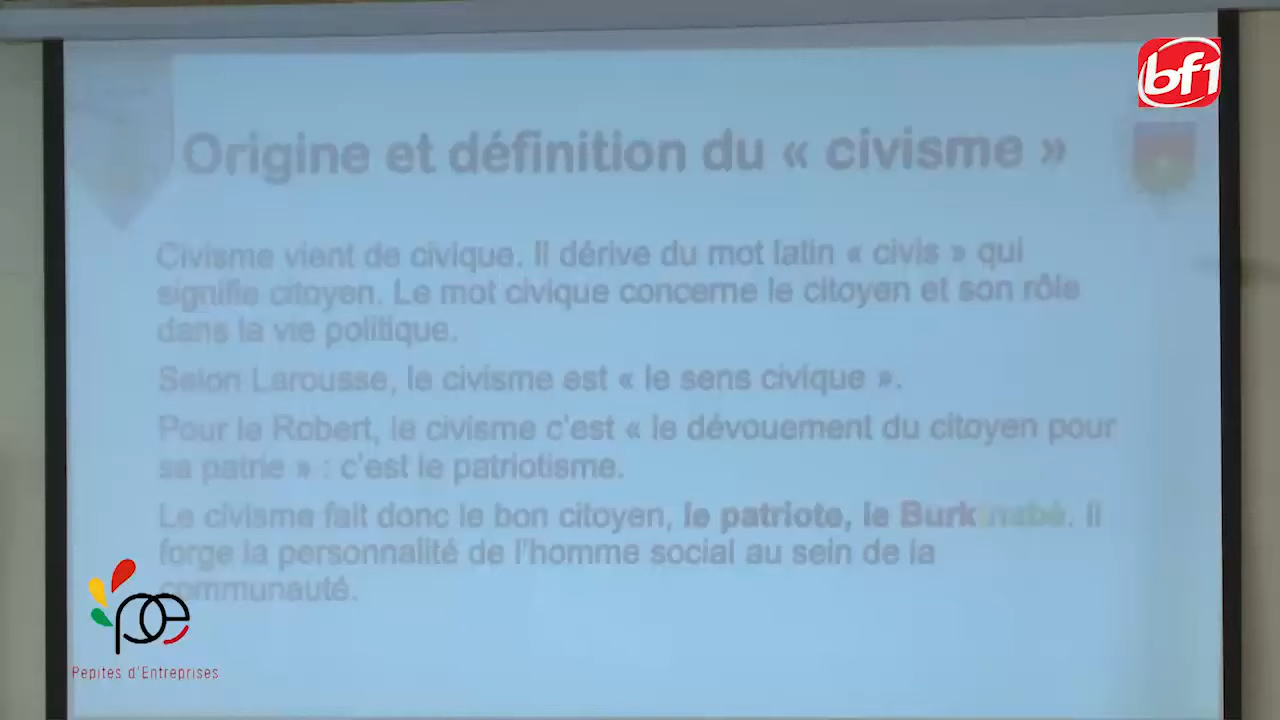 bf1
Origine et définition du « civisme »
Civisme vient de civique. Il dérive du mot latin « civis » qui
signifie citoyen. Le mot civique concerne le citoyen et son rôle
dans la vie politique.
Selon Larousse, le civisme est « le sens civique ».
Pour le Robert, le civisme c'est « le dévouement du citoyen pour
sa patrie » : c'est le patriotisme.
Le civisme fait donc le bon citoyen, le patriote, le Burkinabè. Il
forge la personnalité de l'homme social au sein de la
communauté.
pe
Pepites d'Entreprises